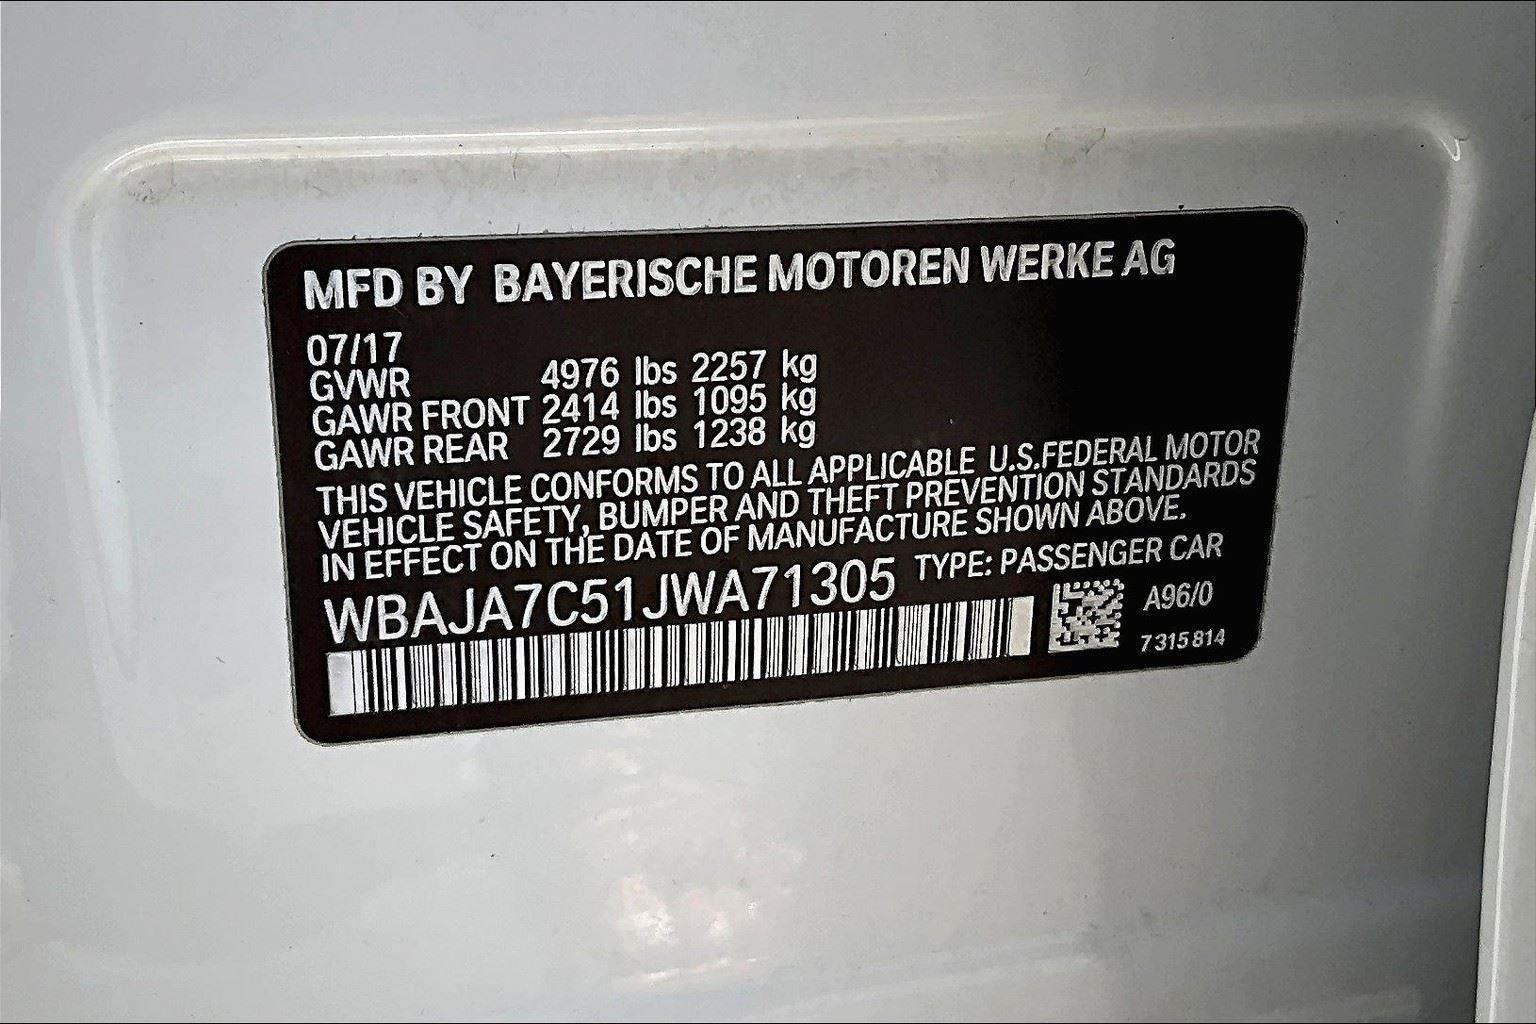 MFD BY BAYERISCHE MOTOREN WERKE AG
07/17
GVWR 4976 lbs 2257 kg
GAWR FRONT 2414 lbs 1095 kg
GAWR REAR 2729 lbs 1238 kg
THIS VEHICLE CONFORMS TO ALL APPLICABLE U.S.FEDERAL MOTOR
VEHICLE SAFETY, BUMPER AND THEFT PREVENTION STANDARDS
IN EFFECT ON THE DATE OF MANUFACTURE SHOWN ABOVE.
WBAJA7C51JWA71305 TYPE: PASSENGER CAR
A96/0
7 315 814